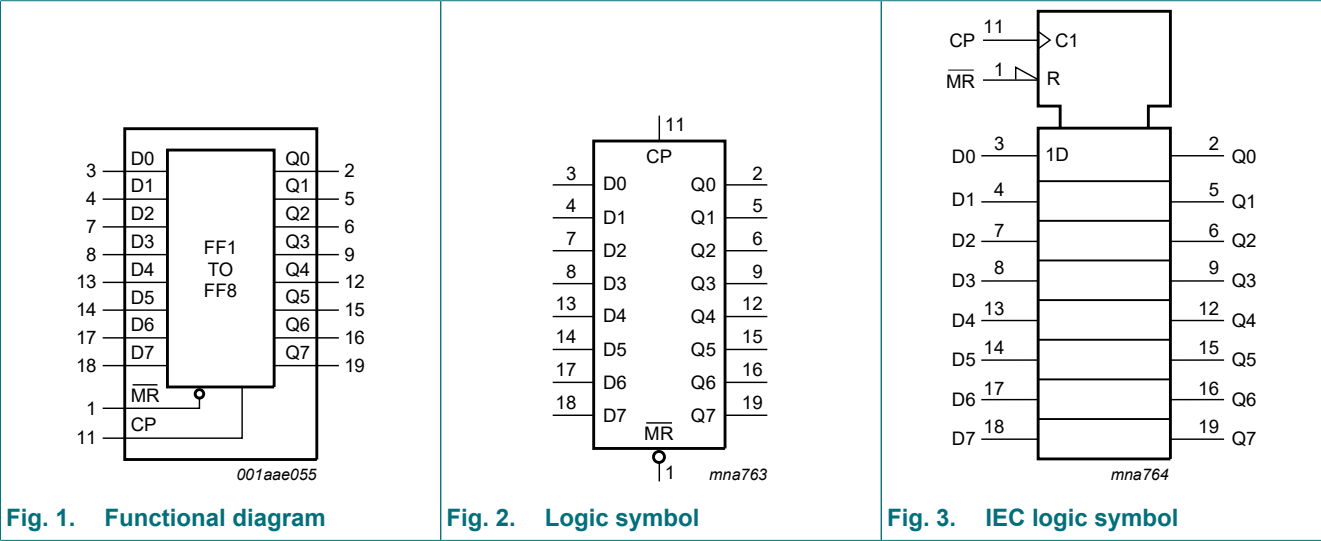 D0 Q0
3 2
D1 Q1
4 5
D2 Q2
7 6
D3 Q3
8 9
D4 Q4
13 12
D5 Q5
14 15
D6 Q6
17 16
D7 Q7
18 19
FF1
TO
FF8
MR
1
CP
11
001aae055
Fig. 1. Functional diagram
11
CP
3 D0 Q0 2
4 D1 Q1 5
7 D2 Q2 6
8 D3 Q3 9
13 D4 Q4 12
14 D5 Q5 15
17 D6 Q6 16
18 D7 Q7 19
MR
1
mna763
Fig. 2. Logic symbol
CP 11 C1
MR 1 R
D0 3 1D 2 Q0
D1 4 5 Q1
D2 7 6 Q2
D3 8 9 Q3
D4 13 12 Q4
D5 14 15 Q5
D6 17 16 Q6
D7 18 19 Q7
mna764
Fig. 3. IEC logic symbol